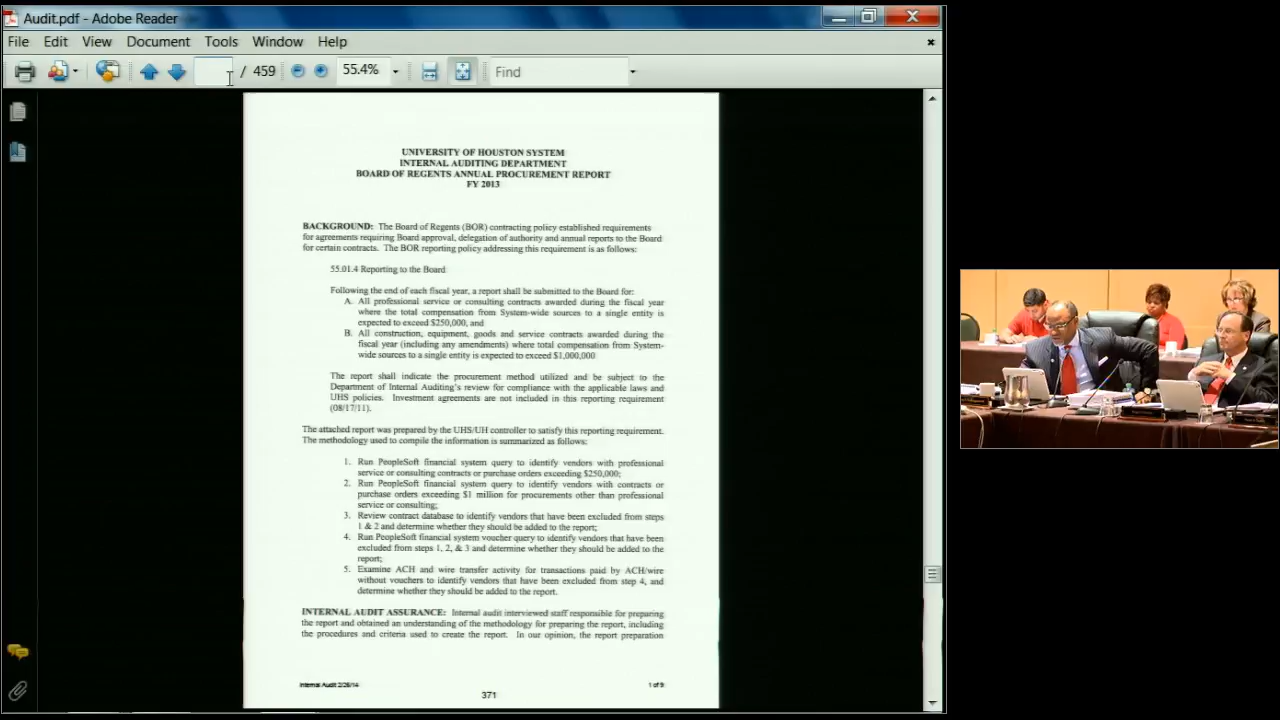 Audit.pdf - Adobe Reader
File Edit View Document Tools Window Help
/ 459 55.4% Find
UNIVERSITY OF HOUSTON SYSTEM
INTERNAL AUDITING DEPARTMENT
BOARD OF REGENTS ANNUAL PROCUREMENT REPORT
FY 2013
BACKGROUND: The Board of Regents (BOR) contracting policy established requirements
for agreements requiring Board approval, delegation of authority and annual reports to the Board
for certain contracts. The BOR reporting policy addressing this requirement is as follows:
55.01.4 Reporting to the Board
Following the end of each fiscal year, a report shall be submitted to the Board for:
A. All professional service or consulting contracts awarded during the fiscal year
where the total compensation from System-wide sources to a single entity is
expected to exceed $250,000, and
B. All construction, equipment, goods and service contracts awarded during the
fiscal year (including any amendments) where total compensation from System-
wide sources to a single entity is expected to exceed $1,000,000
The report shall indicate the procurement method utilized and be subject to the
Department of Internal Auditing's review for compliance with the applicable laws and
UHS policies. Investment agreements are not included in this reporting requirement
(08/17/11).
The attached report was prepared by the UHS/UH controller to satisfy this reporting requirement.
The methodology used to compile the information is summarized as follows:
1. Run PeopleSoft financial system query to identify vendors with professional
service or consulting contracts or purchase orders exceeding $250,000;
2. Run PeopleSoft financial system query to identify vendors with contracts or
purchase orders exceeding $1 million for procurements other than professional
service or consulting;
3. Review contract database to identify vendors that have been excluded from steps
1 & 2 and determine whether they should be added to the report;
4. Run PeopleSoft financial system voucher query to identify vendors that have been
excluded from steps 1, 2, & 3 and determine whether they should be added to the
report;
5. Examine ACH and wire transfer activity for transactions paid by ACH/wire
without vouchers to identify vendors that have been excluded from step 4, and
determine whether they should be added to the report.
INTERNAL AUDIT ASSURANCE: Internal audit interviewed staff responsible for preparing
the report and obtained an understanding of the methodology for preparing the report, including
the procedures and criteria used to create the report. In our opinion, the report preparation
Internal Audit 2/26/14 1 of 9
371